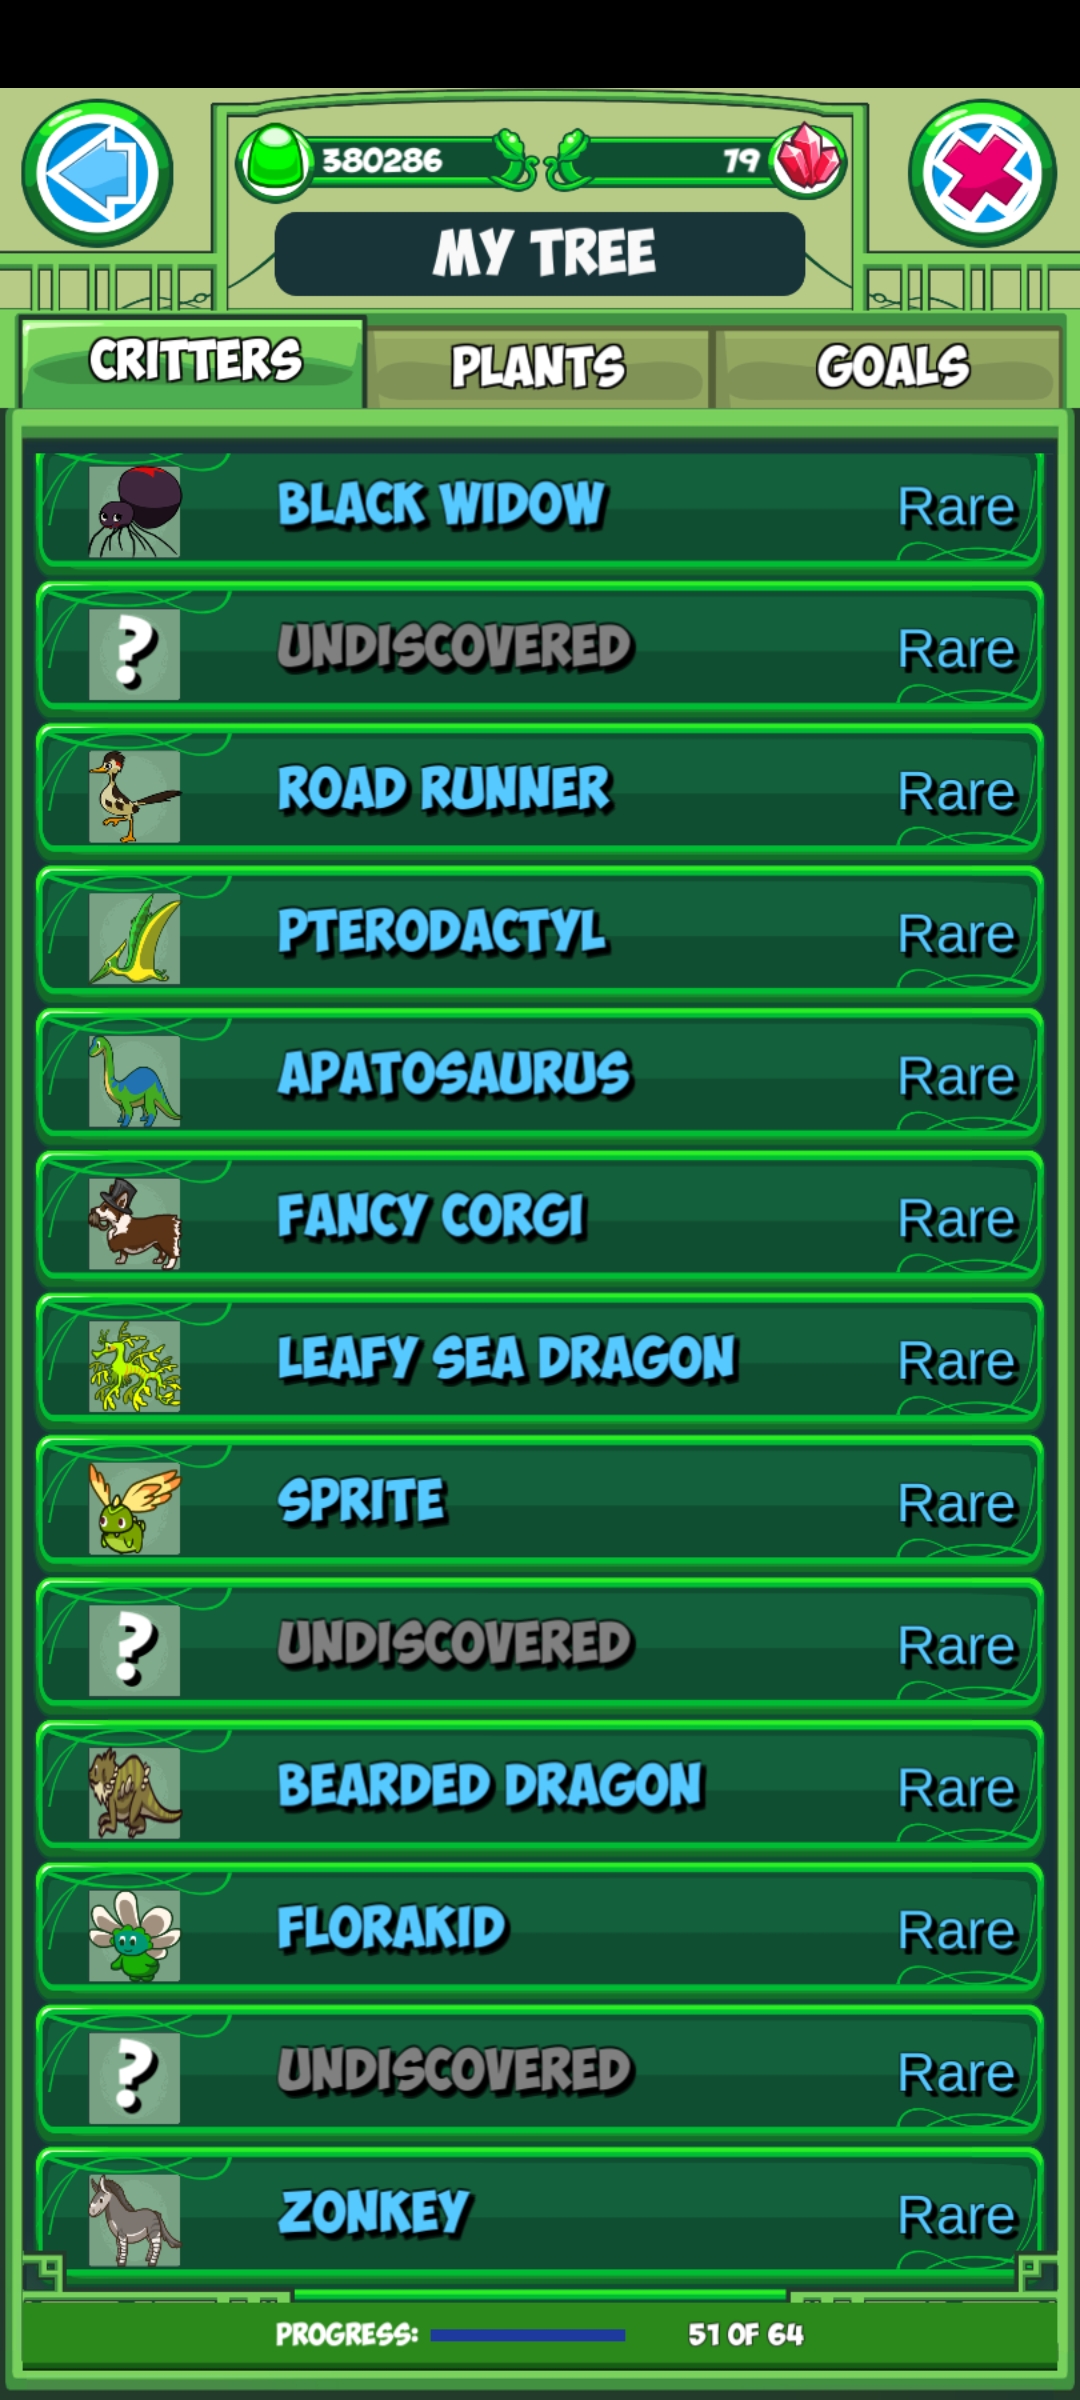 380286
79
MY TREE
CRITTERS
PLANTS
GOALS
BLACK WIDOW
Rare
?
UNDISCOVERED
Rare
ROAD RUNNER
Rare
PTERODACTYL
Rare
APATOSAURUS
Rare
FANCY CORGI
Rare
LEAFY SEA DRAGON
Rare
SPRITE
Rare
?
UNDISCOVERED
Rare
BEARDED DRAGON
Rare
FLORAKID
Rare
?
UNDISCOVERED
Rare
ZONKEY
Rare
PROGRESS:
51 OF 64